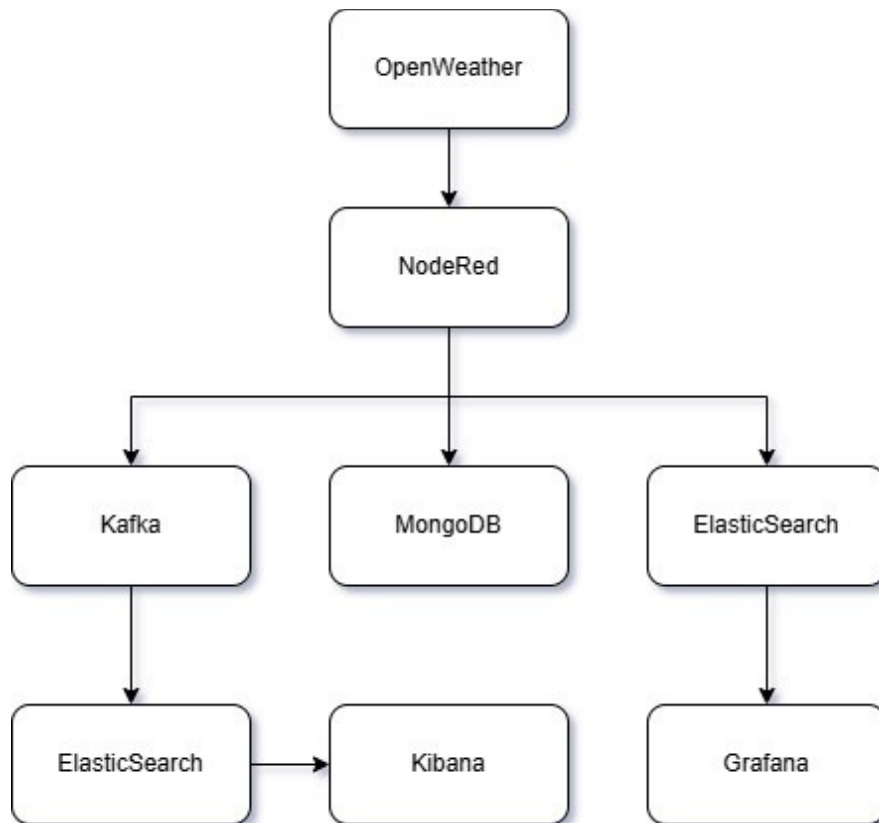 OpenWeather
NodeRed
Kafka
MongoDB
ElasticSearch
ElasticSearch
Kibana
Grafana